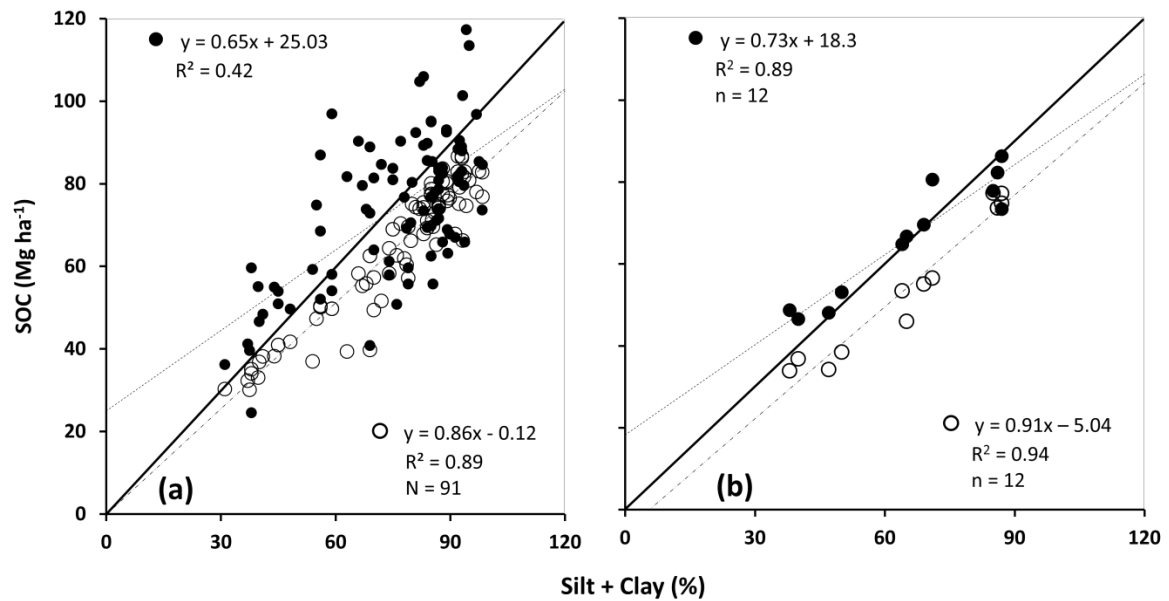 y = 0.65x + 25.03
R² = 0.42
y = 0.86x - 0.12
R² = 0.89
N = 91
(a)
120
100
80
60
40
20
0
0 30 60 90 120
SOC (Mg ha⁻¹)
y = 0.73x + 18.3
R² = 0.89
n = 12
y = 0.91x – 5.04
R² = 0.94
n = 12
(b)
0 30 60 90 120
Silt + Clay (%)